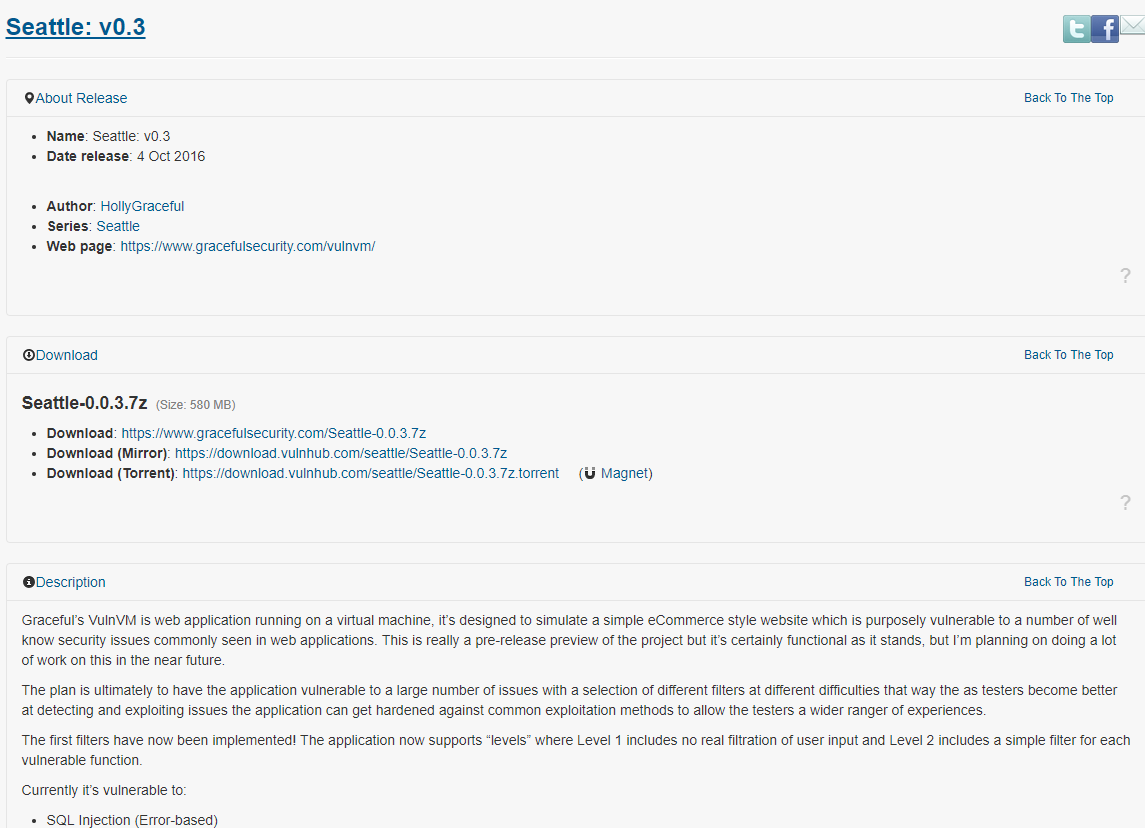 Seattle: v0.3
About Release
Back To The Top
Name: Seattle: v0.3
Date release: 4 Oct 2016
Author: HollyGraceful
Series: Seattle
Web page: https://www.gracefulsecurity.com/vulnvm/
?
Download
Back To The Top
Seattle-0.0.3.7z (Size: 580 MB)
Download: https://www.gracefulsecurity.com/Seattle-0.0.3.7z
Download (Mirror): https://download.vulnhub.com/seattle/Seattle-0.0.3.7z
Download (Torrent): https://download.vulnhub.com/seattle/Seattle-0.0.3.7z.torrent ( Magnet)
?
Description
Back To The Top
Graceful’s VulnVM is web application running on a virtual machine, it’s designed to simulate a simple eCommerce style website which is purposely vulnerable to a number of well
know security issues commonly seen in web applications. This is really a pre-release preview of the project but it’s certainly functional as it stands, but I’m planning on doing a lot
of work on this in the near future.
The plan is ultimately to have the application vulnerable to a large number of issues with a selection of different filters at different difficulties that way the as testers become better
at detecting and exploiting issues the application can get hardened against common exploitation methods to allow the testers a wider ranger of experiences.
The first filters have now been implemented! The application now supports “levels” where Level 1 includes no real filtration of user input and Level 2 includes a simple filter for each
vulnerable function.
Currently it’s vulnerable to:
SQL Injection (Error-based)